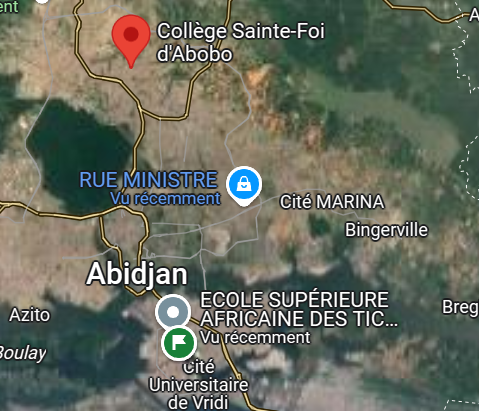 ent
A
Collège Sainte-Foi
d'Abobo
RUE MINISTRE
Vu récemment
Cité MARINA
Bingerville
Abidjan
ECOLE SUPÉRIEURE
AFRICAINE DES TIC...
Vu récemment
Azito
Breg
Boulay
Cité
Universitaire
de Vridi